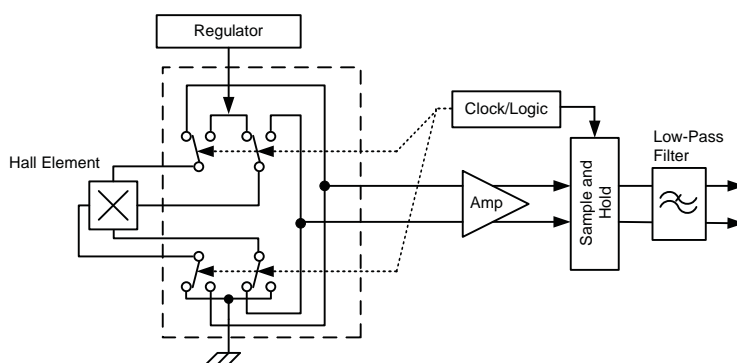 Regulator
Clock/Logic
Low-Pass
Filter
Hall Element
Amp
Sample and
Hold